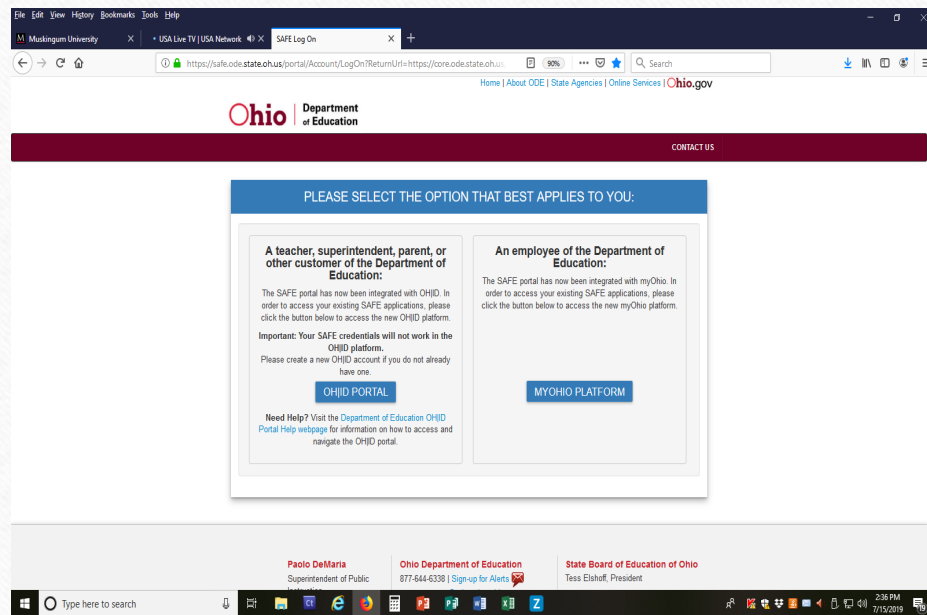 File Edit View History Bookmarks Tools Help
M Muskingum University
• USA Live TV | USA Network
SAFE Log On
https://safe.ode.state.oh.us/portal/Account/LogOn?ReturnUrl=https://core.ode.state.oh.us
90%
Search
Home | About ODE | State Agencies | Online Services | Ohio.gov
Ohio | Department
of Education
CONTACT US
PLEASE SELECT THE OPTION THAT BEST APPLIES TO YOU:
A teacher, superintendent, parent, or
other customer of the Department of
Education:
The SAFE portal has now been integrated with OH|ID. In
order to access your existing SAFE applications, please
click the button below to access the new OH|ID platform.
Important: Your SAFE credentials will not work in the
OH|ID platform.
Please create a new OH|ID account if you do not already
have one.
OH|ID PORTAL
Need Help? Visit the Department of Education OH|ID
Portal Help webpage for information on how to access and
navigate the OH|ID portal.
An employee of the Department of
Education:
The SAFE portal has now been integrated with myOhio. In
order to access your existing SAFE applications, please
click the button below to access the new myOhio platform.
MYOHIO PLATFORM
Paolo DeMaria
Superintendent of Public
Ohio Department of Education
877-644-6338 | Sign-up for Alerts
State Board of Education of Ohio
Tess Elshoff, President
Type here to search
2:36 PM
7/15/2019